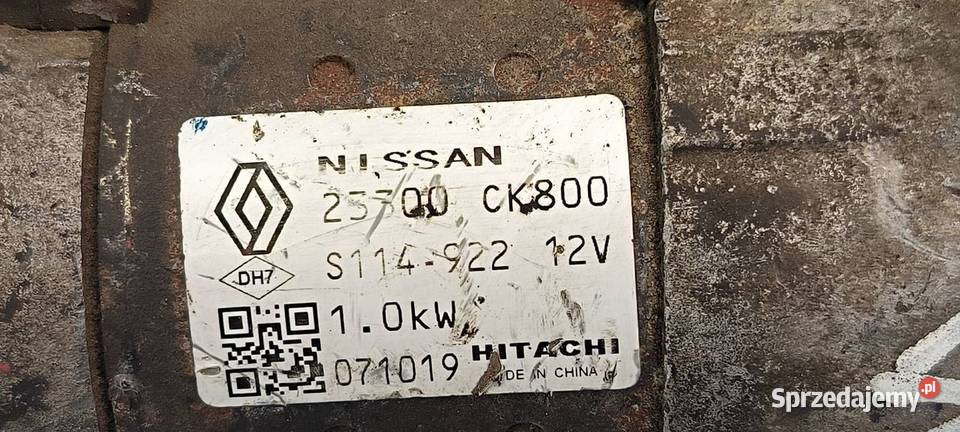 NISSAN
23300 CK800
S114-922 12V
DH7
1.0kW
071019 HITACHI
MADE IN CHINA
Sprzedajemy.pl